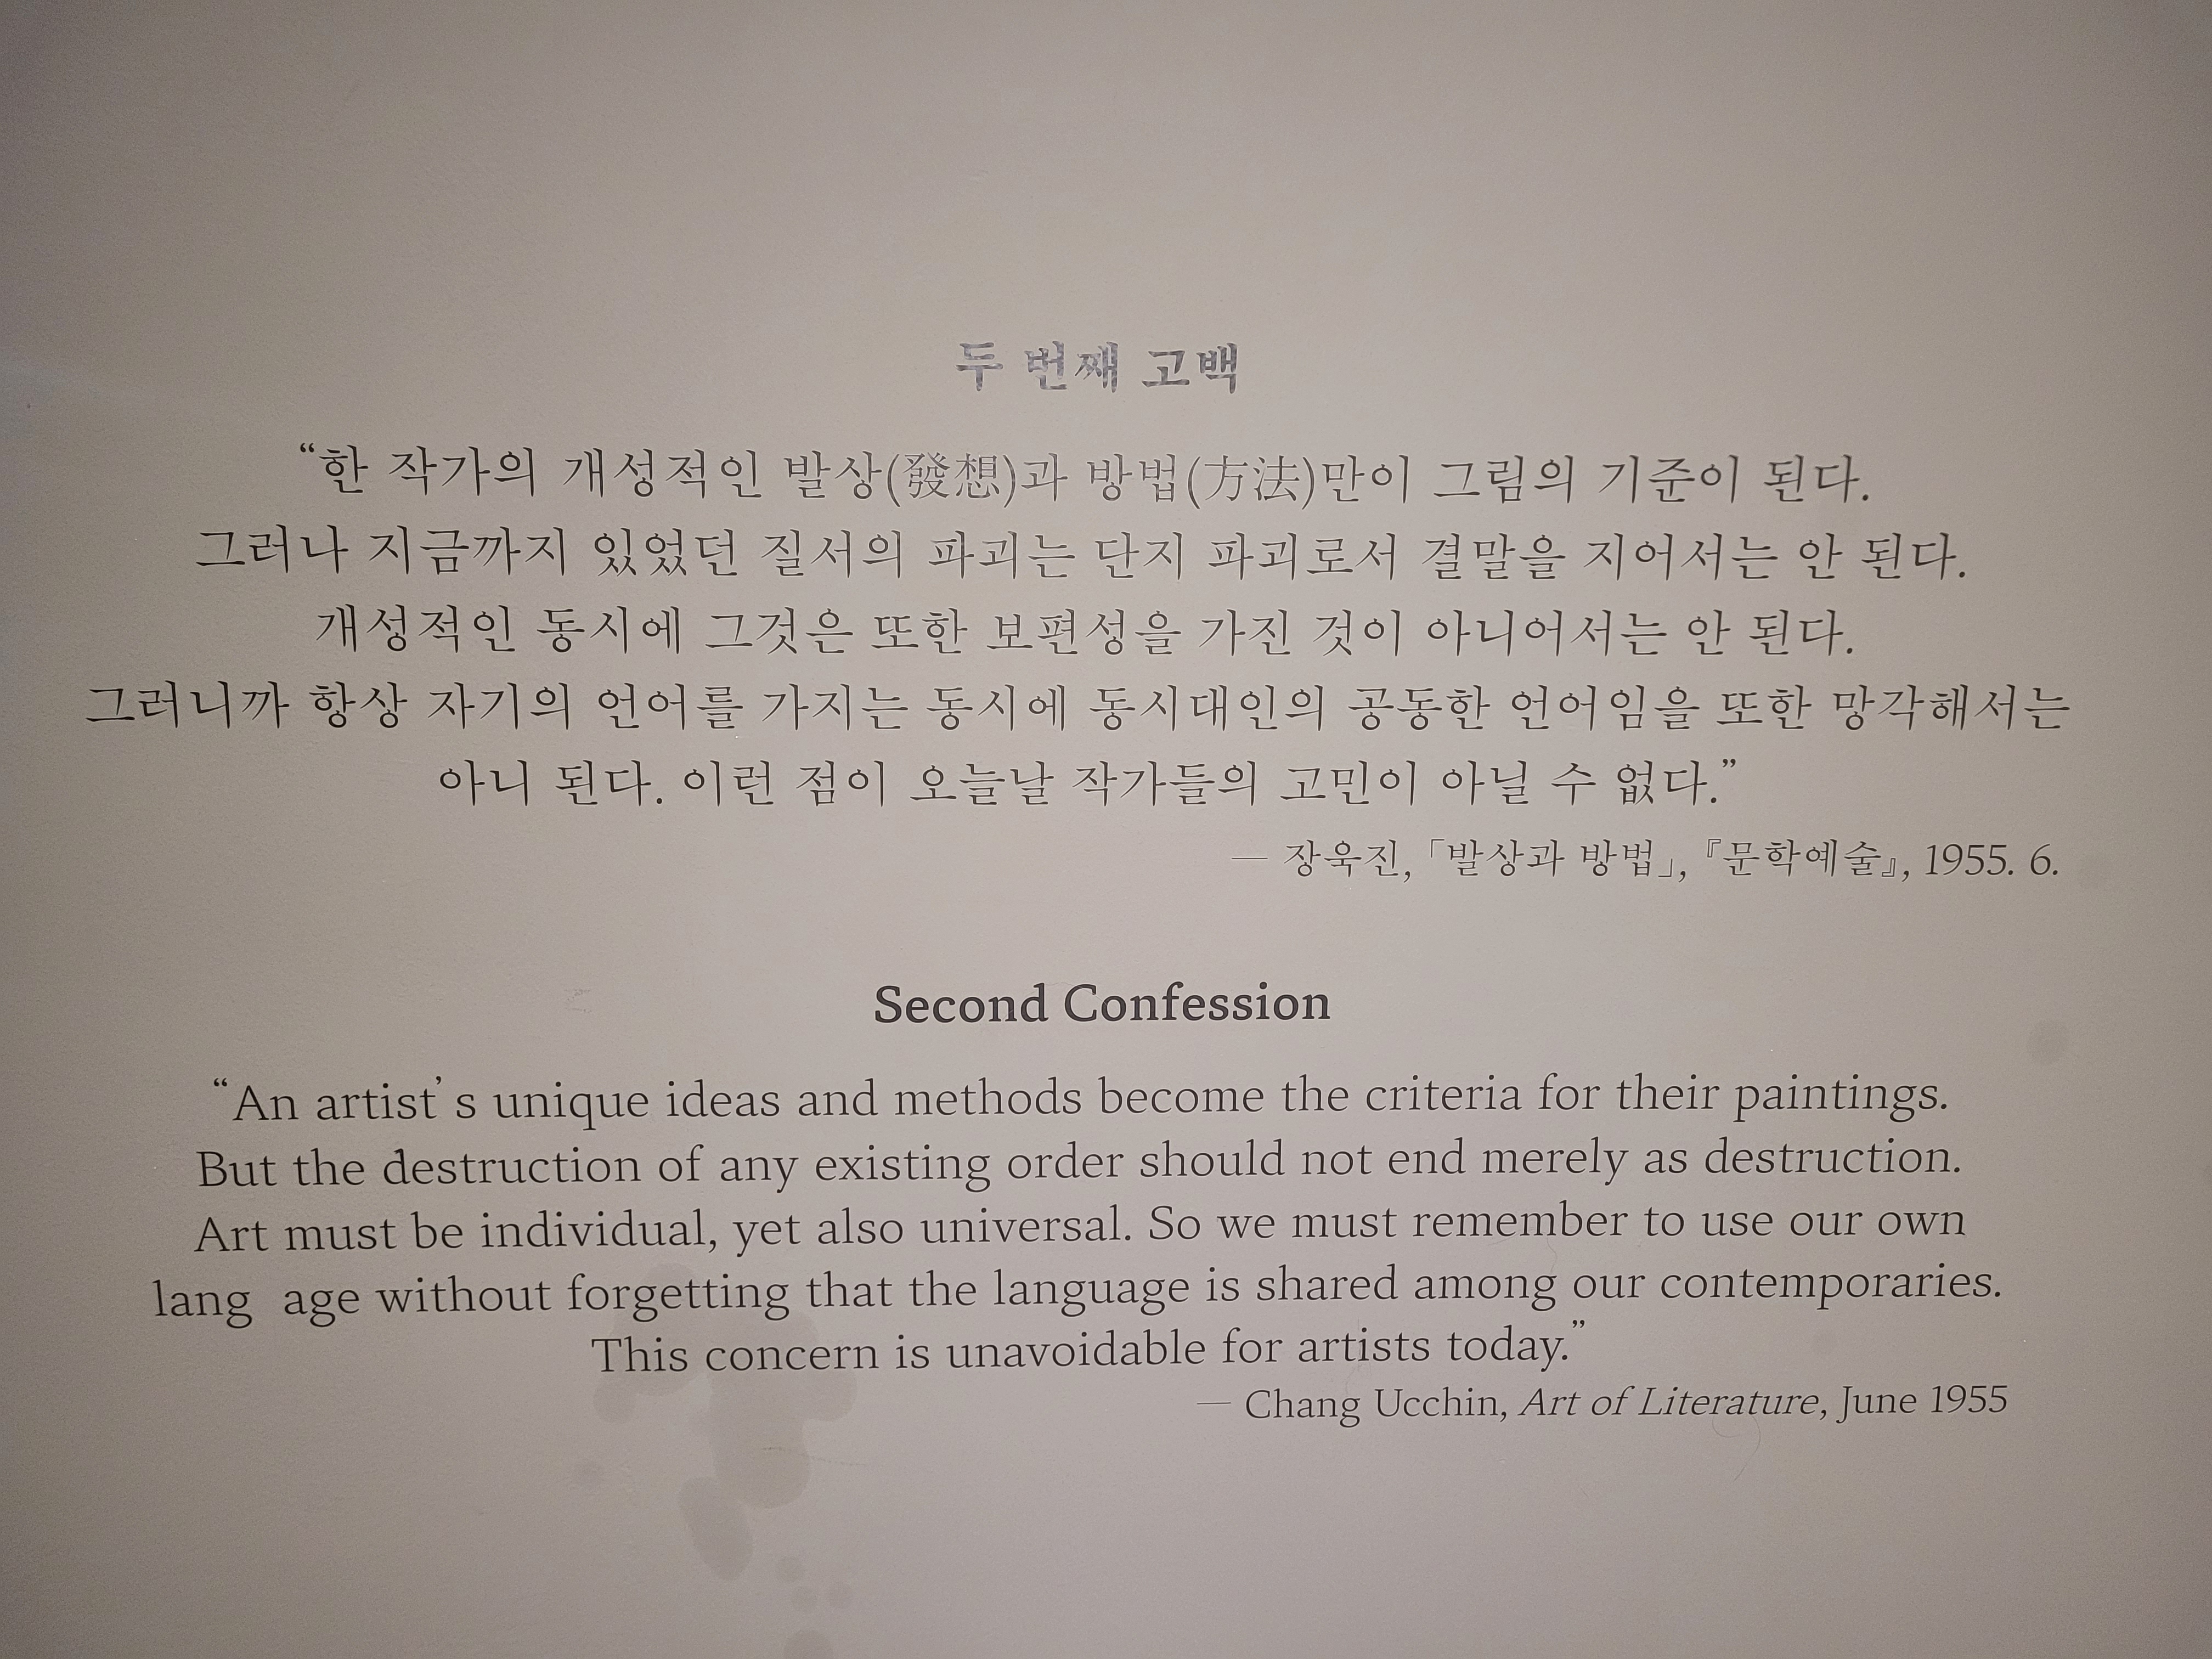 두 번째 고백
“한 작가의 개성적인 발상(發想)과 방법(方法)만이 그림의 기준이 된다.
그러나 지금까지 있었던 질서의 파괴는 단지 파괴로서 결말을 지어서는 안 된다.
개성적인 동시에 그것은 또한 보편성을 가진 것이 아니어서는 안 된다.
그러니까 항상 자기의 언어를 가지는 동시에 동시대인의 공동한 언어임을 또한 망각해서는
아니 된다. 이런 점이 오늘날 작가들의 고민이 아닐 수 없다.”
— 장욱진, 「발상과 방법」, 『문학예술』, 1955. 6.
Second Confession
“An artist’s unique ideas and methods become the criteria for their paintings.
But the destruction of any existing order should not end merely as destruction.
Art must be individual, yet also universal. So we must remember to use our own
lang age without forgetting that the language is shared among our contemporaries.
This concern is unavoidable for artists today.”
— Chang Ucchin, Art of Literature, June 1955